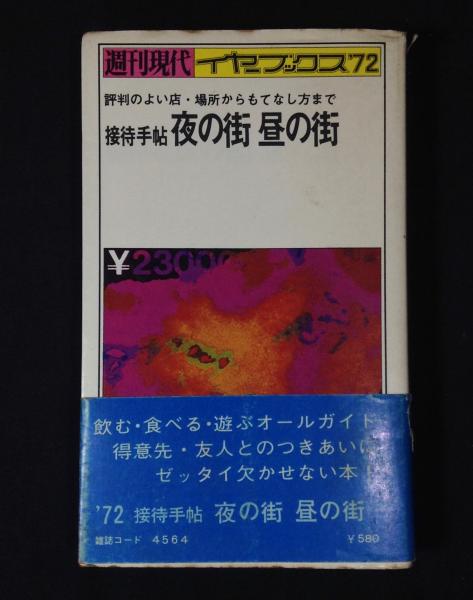 週刊現代 イヤーブックス'72
評判のよい店・場所からもてなし方まで
接待手帖 夜の街 昼の街
¥23000
飲む・食べる・遊ぶオールガイド
得意先・友人とのつきあいに
ゼッタイ欠かせない本!
'72 接待手帖 夜の街 昼の街
雑誌コード 4564 ¥580